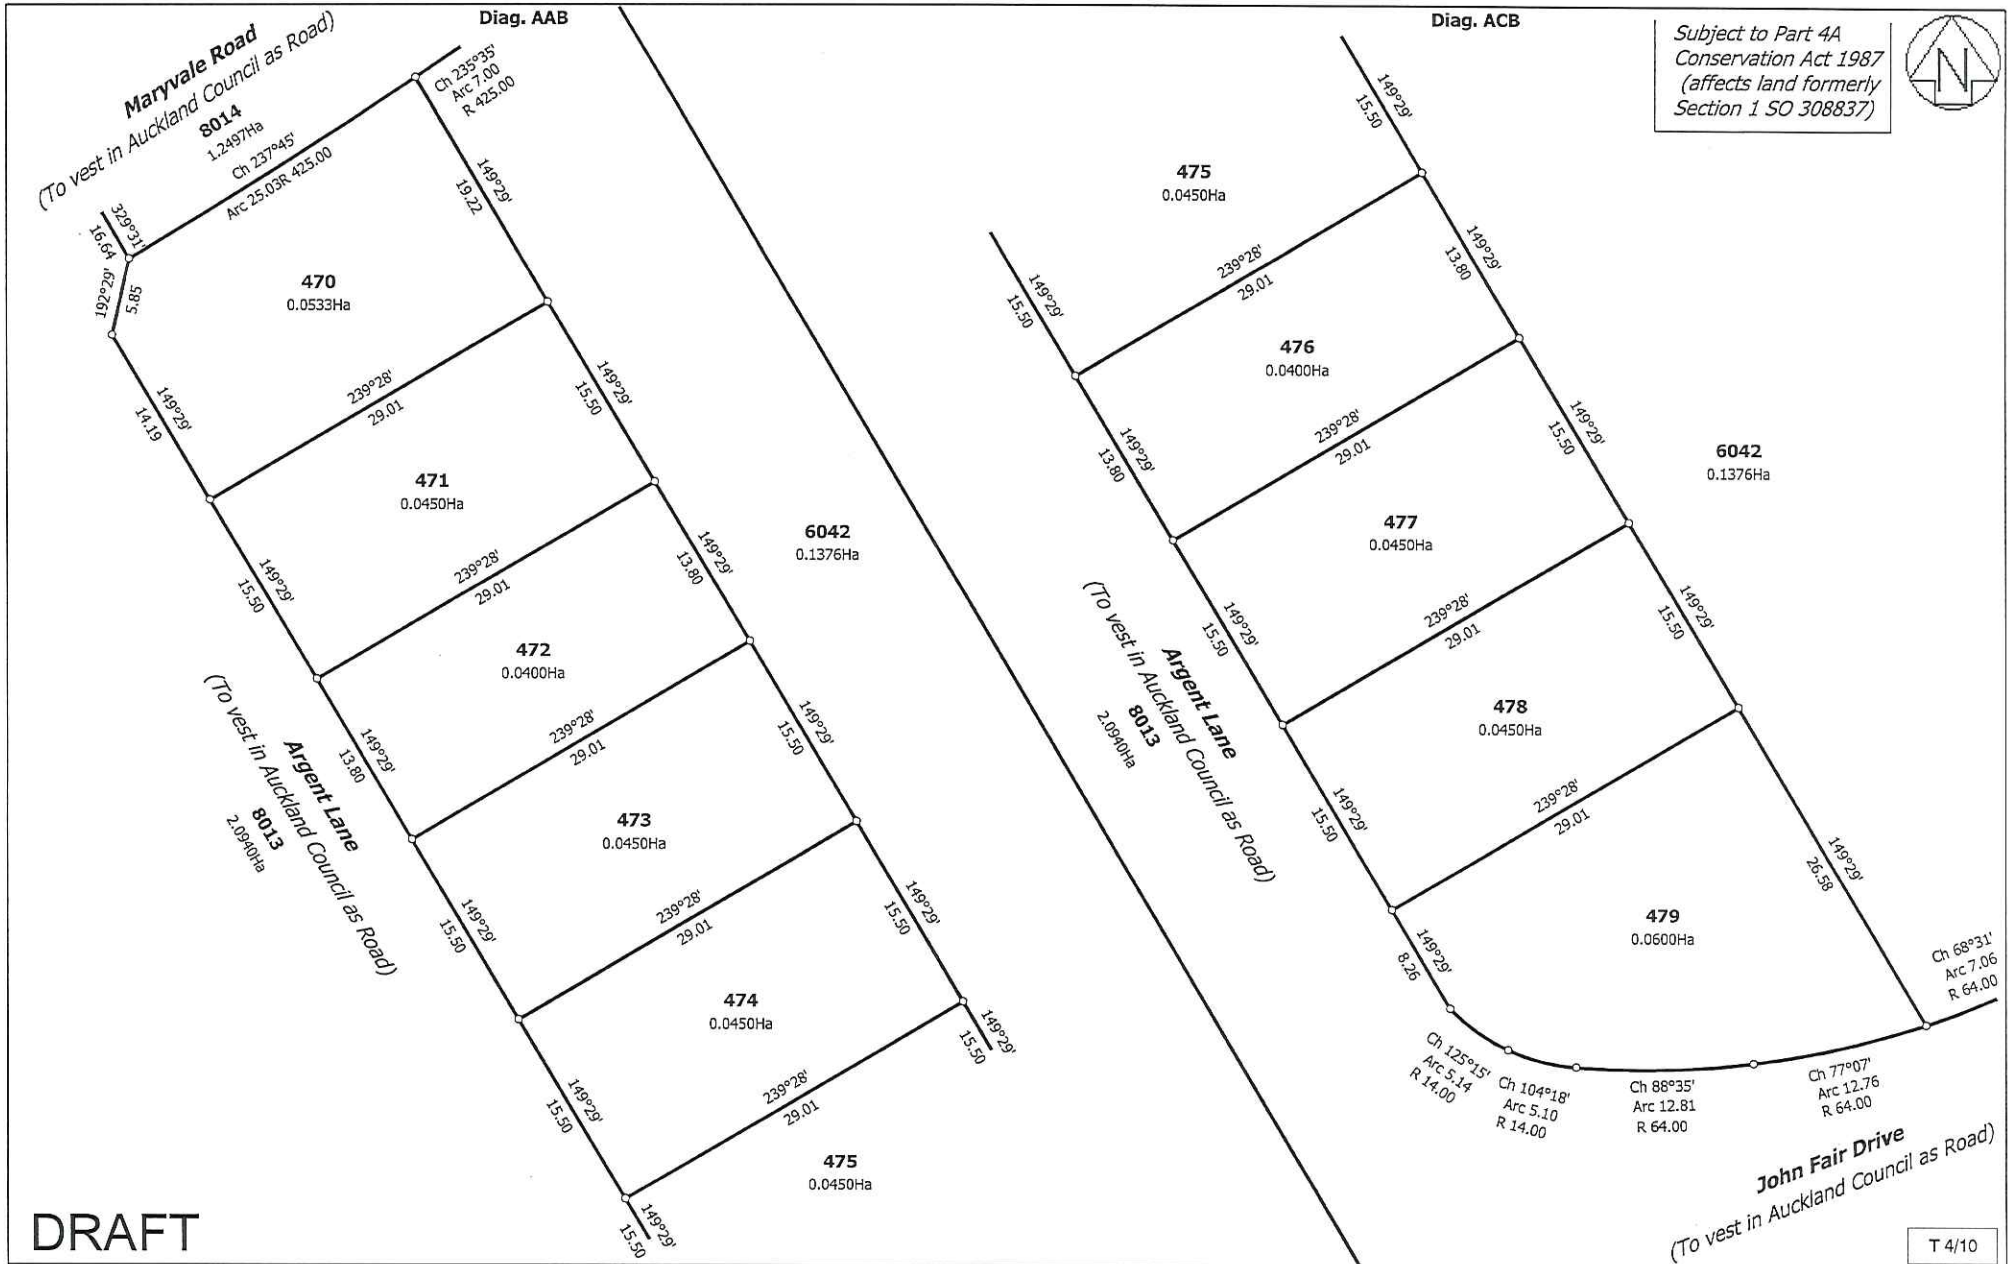 Diag. AAB
Maryvale Road
(To vest in Auckland Council as Road)
8014
1.2497Ha
Ch 237°45'
Arc 25.03R 425.00
Ch 235°35'
Arc 7.00
R 425.00
329°31'
16.64
192°29'
5.85
149°29'
19.22
470
0.0533Ha
149°29'
14.19
239°28'
29.01
149°29'
15.50
471
0.0450Ha
149°29'
15.50
239°28'
29.01
149°29'
13.80
6042
0.1376Ha
472
0.0400Ha
149°29'
13.80
239°28'
29.01
149°29'
15.50
Argent Lane
(To vest in Auckland Council as Road)
8013
2.0940Ha
473
0.0450Ha
149°29'
15.50
239°28'
29.01
149°29'
15.50
474
0.0450Ha
149°29'
15.50
239°28'
29.01
149°29'
15.50
475
0.0450Ha
149°29'
15.50
DRAFT
Diag. ACB
Subject to Part 4A
Conservation Act 1987
(affects land formerly
Section 1 SO 308837)
N
149°29'
15.50
475
0.0450Ha
149°29'
15.50
239°28'
29.01
149°29'
13.80
476
0.0400Ha
149°29'
13.80
239°28'
29.01
149°29'
15.50
6042
0.1376Ha
477
0.0450Ha
149°29'
15.50
239°28'
29.01
149°29'
15.50
Argent Lane
(To vest in Auckland Council as Road)
8013
2.0940Ha
478
0.0450Ha
149°29'
15.50
239°28'
29.01
149°29'
26.58
479
0.0600Ha
149°29'
8.26
Ch 68°31'
Arc 7.06
R 64.00
Ch 125°15'
Arc 5.14
R 14.00
Ch 104°18'
Arc 5.10
R 14.00
Ch 88°35'
Arc 12.81
R 64.00
Ch 77°07'
Arc 12.76
R 64.00
John Fair Drive
(To vest in Auckland Council as Road)
T 4/10